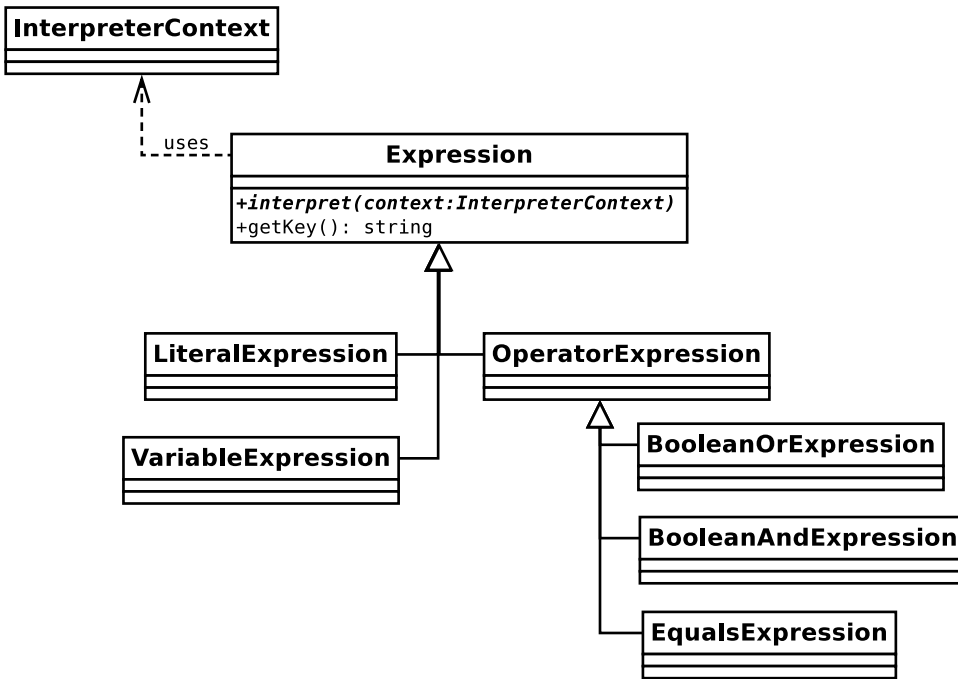 InterpreterContext
uses
Expression
+interpret(context:InterpreterContext)
+getKey(): string
LiteralExpression
OperatorExpression
VariableExpression
BooleanOrExpression
BooleanAndExpression
EqualsExpression